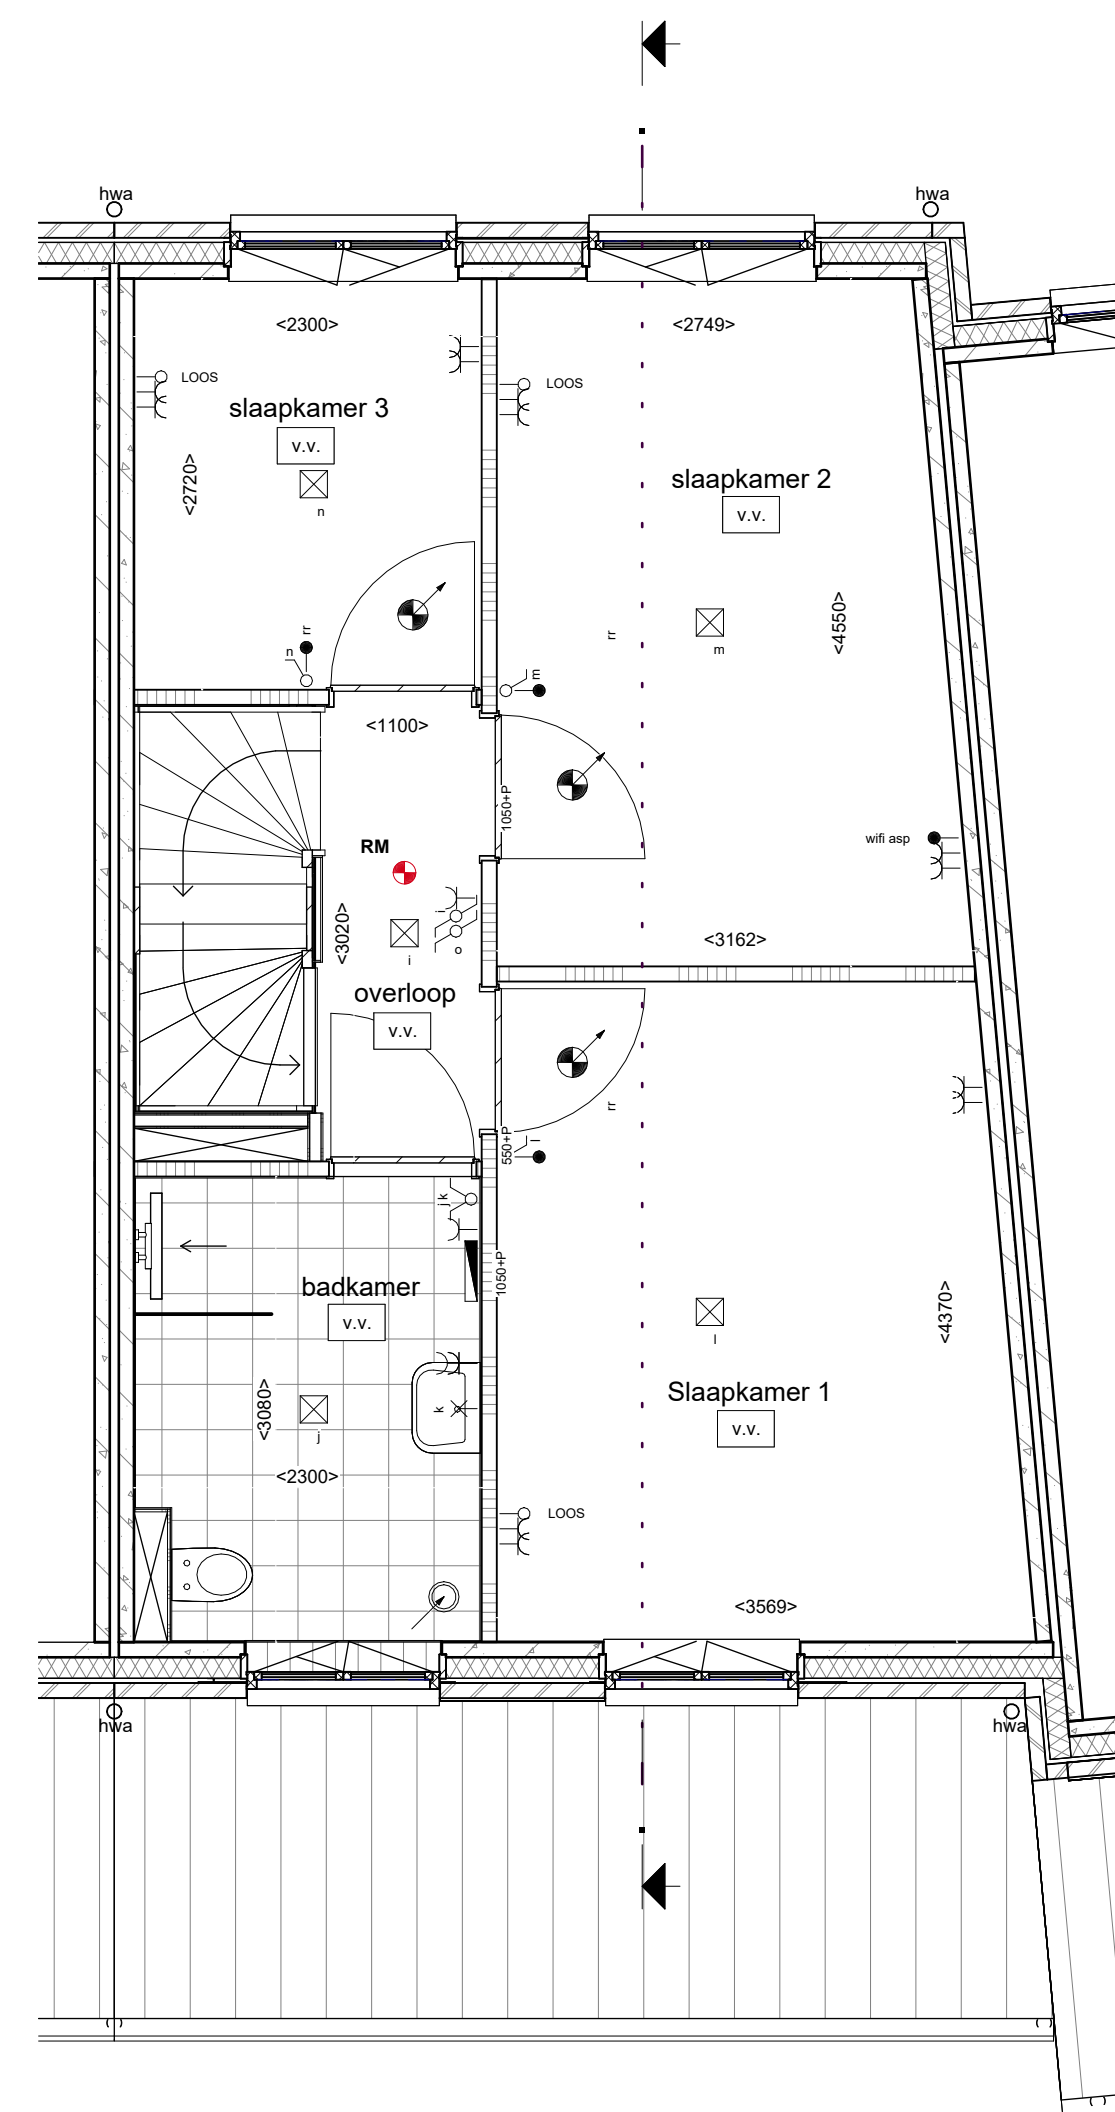 hwa
hwa
<2300>
<2749>
LOOS
LOOS
slaapkamer 3
v.v.
<2720>
n
slaapkamer 2
v.v.
<4550>
m
rr
rr
n
m
<1100>
1050+P
RM
wifi asp
<3020>
i
o
i
<3162>
overloop
v.v.
rr
550+P
l
j k
badkamer
v.v.
1050+P
<4370>
l
Slaapkamer 1
v.v.
<3080>
k
j
<2300>
LOOS
<3569>
hwa
hwa